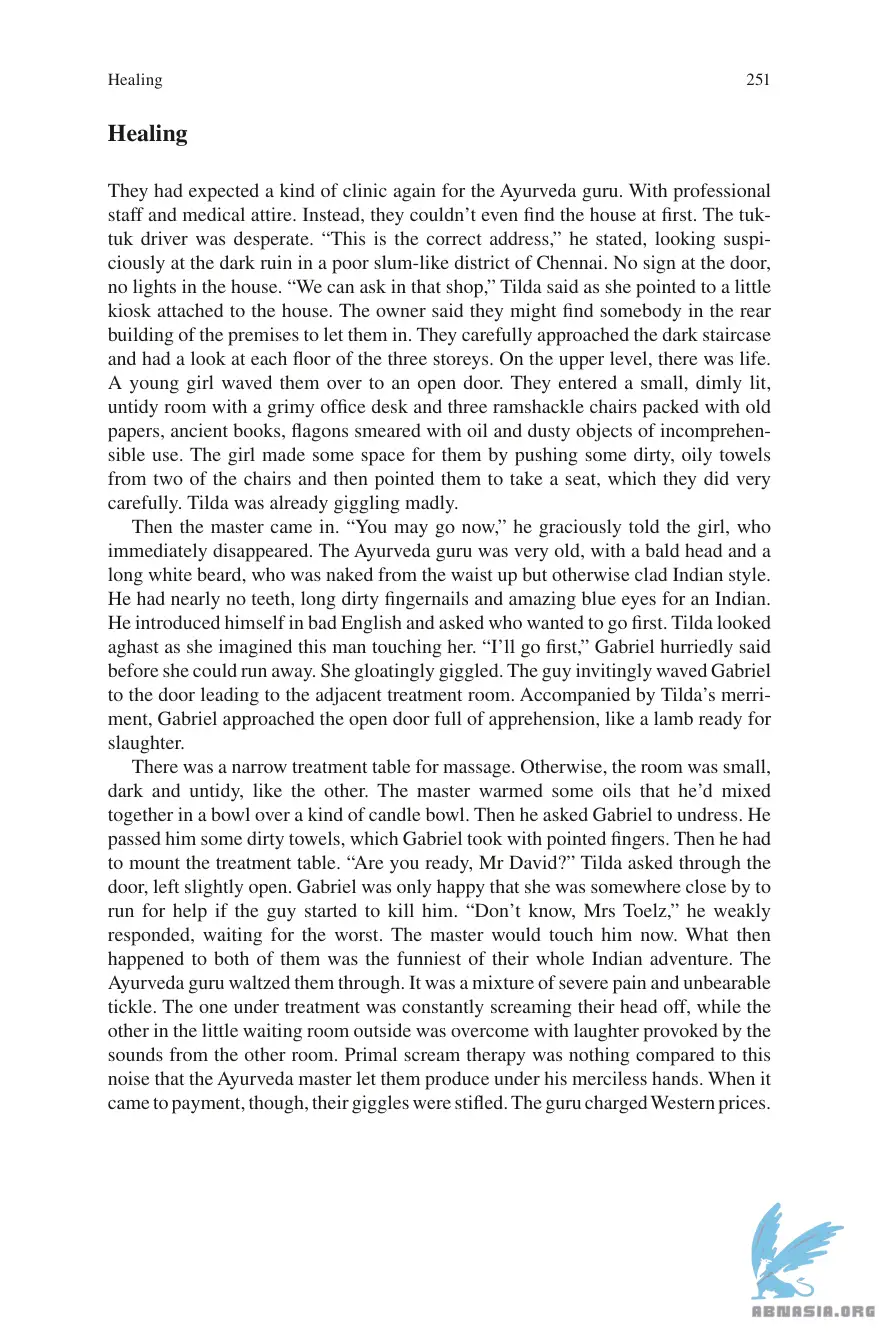 Healing 251
Healing
They had expected a kind of clinic again for the Ayurveda guru. With professional
staff and medical attire. Instead, they couldn’t even find the house at first. The tuk-
tuk driver was desperate. “This is the correct address,” he stated, looking suspi-
ciously at the dark ruin in a poor slum-like district of Chennai. No sign at the door,
no lights in the house. “We can ask in that shop,” Tilda said as she pointed to a little
kiosk attached to the house. The owner said they might find somebody in the rear
building of the premises to let them in. They carefully approached the dark staircase
and had a look at each floor of the three storeys. On the upper level, there was life.
A young girl waved them over to an open door. They entered a small, dimly lit,
untidy room with a grimy office desk and three ramshackle chairs packed with old
papers, ancient books, flagons smeared with oil and dusty objects of incomprehen-
sible use. The girl made some space for them by pushing some dirty, oily towels
from two of the chairs and then pointed them to take a seat, which they did very
carefully. Tilda was already giggling madly.
Then the master came in. “You may go now,” he graciously told the girl, who
immediately disappeared. The Ayurveda guru was very old, with a bald head and a
long white beard, who was naked from the waist up but otherwise clad Indian style.
He had nearly no teeth, long dirty fingernails and amazing blue eyes for an Indian.
He introduced himself in bad English and asked who wanted to go first. Tilda looked
aghast as she imagined this man touching her. “I’ll go first,” Gabriel hurriedly said
before she could run away. She gloatingly giggled. The guy invitingly waved Gabriel
to the door leading to the adjacent treatment room. Accompanied by Tilda’s merri-
ment, Gabriel approached the open door full of apprehension, like a lamb ready for
slaughter.
There was a narrow treatment table for massage. Otherwise, the room was small,
dark and untidy, like the other. The master warmed some oils that he’d mixed
together in a bowl over a kind of candle bowl. Then he asked Gabriel to undress. He
passed him some dirty towels, which Gabriel took with pointed fingers. Then he had
to mount the treatment table. “Are you ready, Mr David?” Tilda asked through the
door, left slightly open. Gabriel was only happy that she was somewhere close by to
run for help if the guy started to kill him. “Don’t know, Mrs Toelz,” he weakly
responded, waiting for the worst. The master would touch him now. What then
happened to both of them was the funniest of their whole Indian adventure. The
Ayurveda guru waltzed them through. It was a mixture of severe pain and unbearable
tickle. The one under treatment was constantly screaming their head off, while the
other in the little waiting room outside was overcome with laughter provoked by the
sounds from the other room. Primal scream therapy was nothing compared to this
noise that the Ayurveda master let them produce under his merciless hands. When it
came to payment, though, their giggles were stifled. The guru charged Western prices.
ABNASIA.ORG